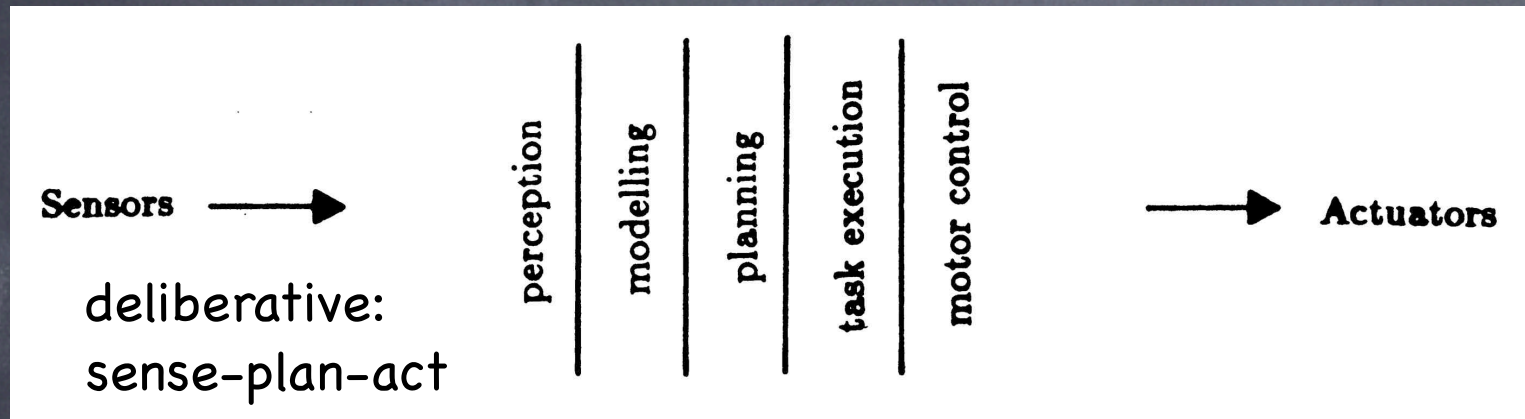 Sensors
perception
modelling
planning
task execution
motor control
Actuators
deliberative:
sense-plan-act